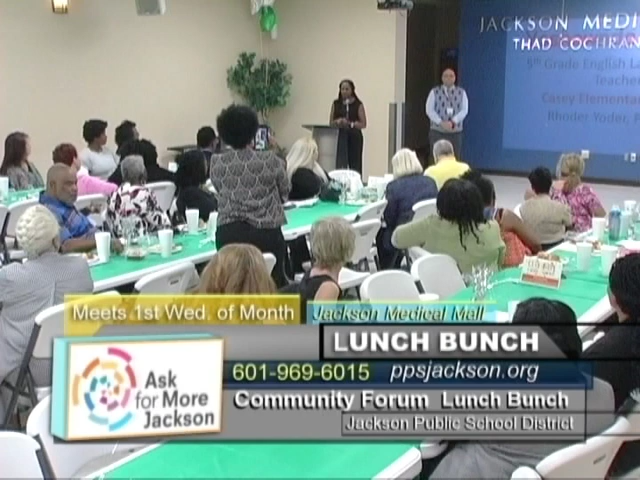 JACKSON MEDI
THAD COCHRAN
5th Grade English La
Teacher
Casey Elementar
Rhoder Yoder, P
Meets 1st Wed. of Month
Jackson Medical Mall
LUNCH BUNCH
601-969-6015 ppsjackson.org
Community Forum Lunch Bunch
Jackson Public School District
Ask
for More
Jackson